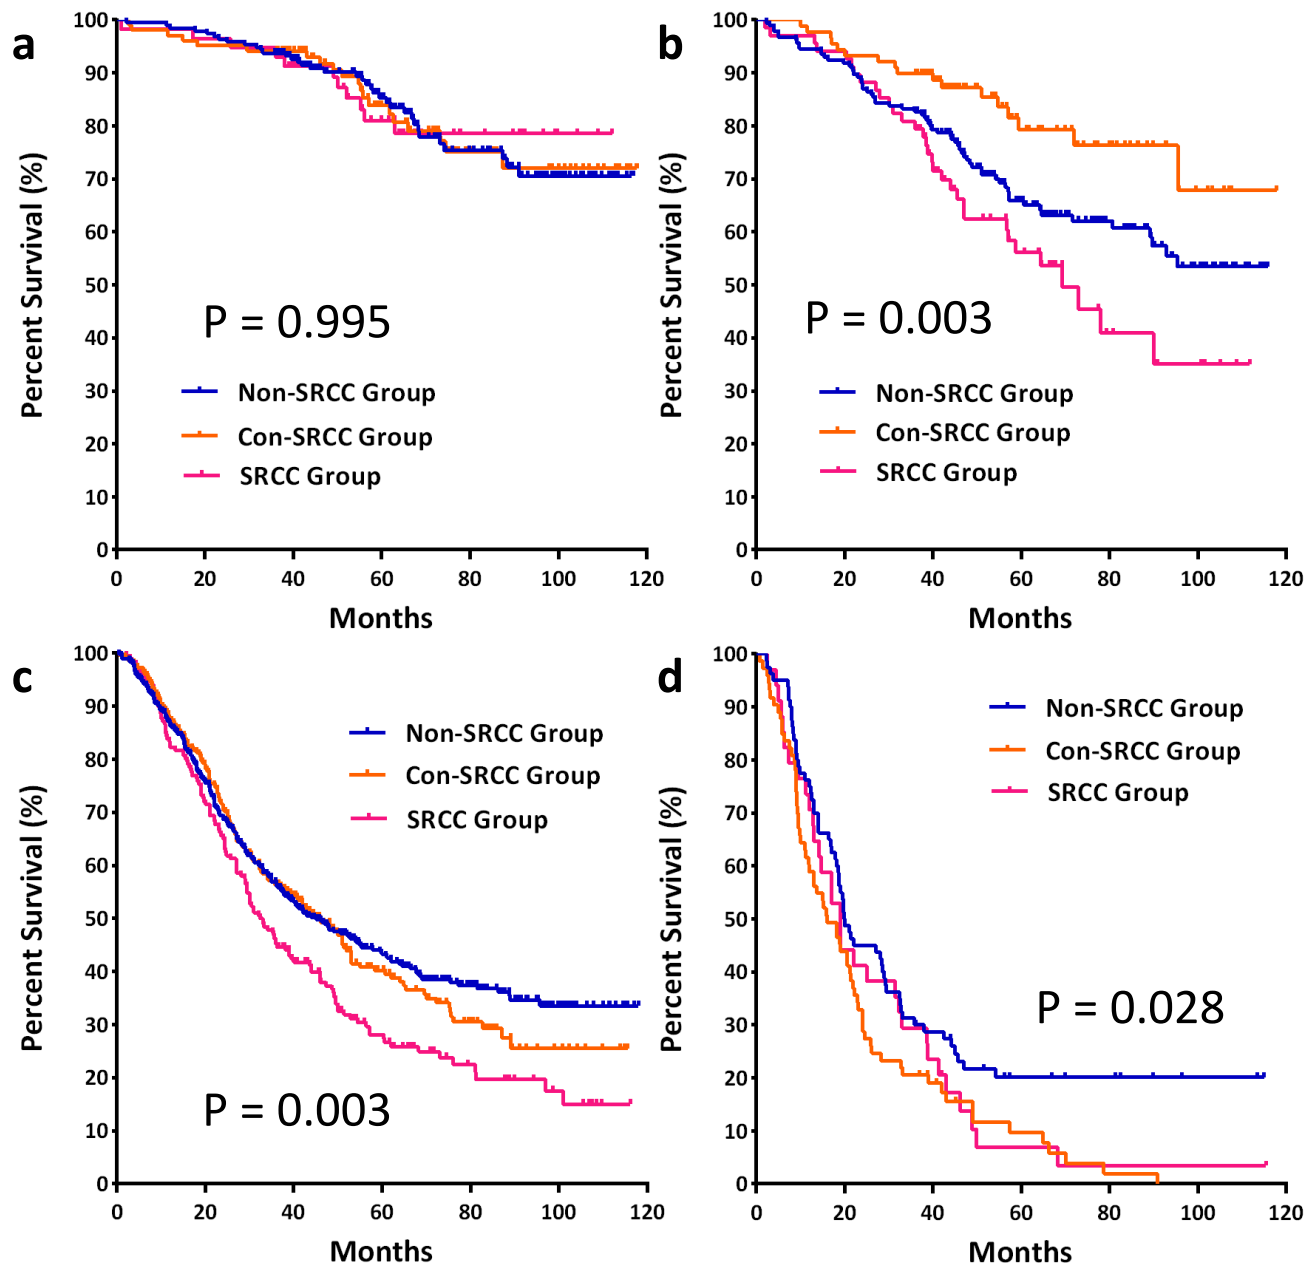 a
100
90
80
70
60
50
40
30
20
10
0
Percent Survival (%)
P = 0.995
Non-SRCC Group
Con-SRCC Group
SRCC Group
0 20 40 60 80 100 120
Months
b
100
90
80
70
60
50
40
30
20
10
0
Percent Survival (%)
P = 0.003
Non-SRCC Group
Con-SRCC Group
SRCC Group
0 20 40 60 80 100 120
Months
c
100
90
80
70
60
50
40
30
20
10
0
Percent Survival (%)
Non-SRCC Group
Con-SRCC Group
SRCC Group
P = 0.003
0 20 40 60 80 100 120
Months
d
100
90
80
70
60
50
40
30
20
10
0
Percent Survival (%)
Non-SRCC Group
Con-SRCC Group
SRCC Group
P = 0.028
0 20 40 60 80 100 120
Months